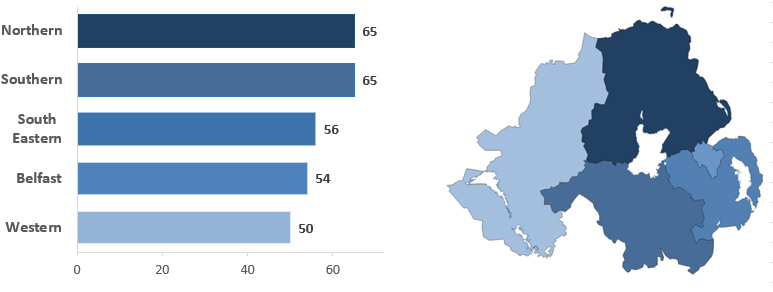 Northern 65
Southern 65
South
Eastern 56
Belfast 54
Western 50
0 20 40 60